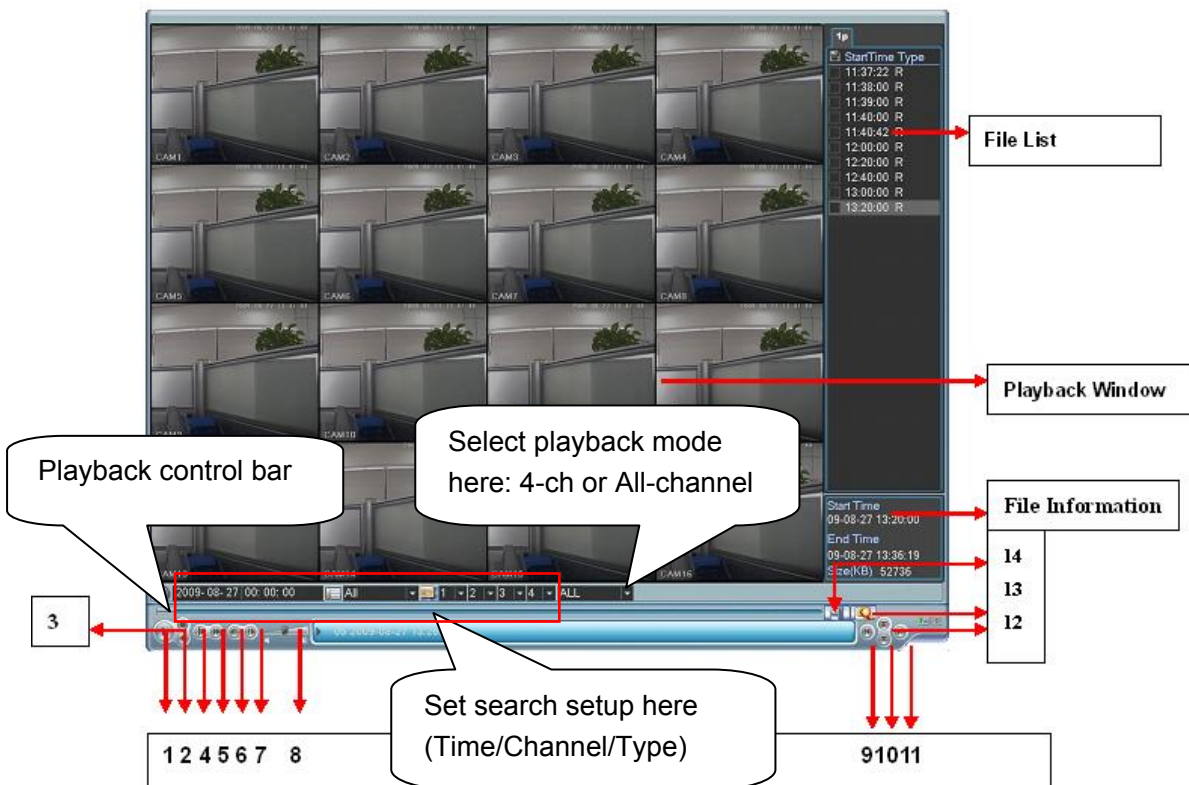 1p
StartTime Type
11:37:22 R
11:38:00 R
11:39:00 R
11:40:00 R
11:40:42 R
12:00:00 R
12:20:00 R
12:40:00 R
13:00:00 R
13:20:00 R
File List
CAM1 CAM2 CAM3 CAM4
CAM5 CAM6 CAM7 CAM8
Playback Window
CAM9 CAM10
Playback control bar
Select playback mode
here: 4-ch or All-channel
CAM16
Start Time
09-08-27 13:20:00
End Time
09-08-27 13:36:19
Size(KB) 52736
File Information
14
13
12
2009-08-27 00:00:00 All 1 2 3 4 ALL
3
Set search setup here
(Time/Channel/Type)
1 2 4 5 6 7 8
91011